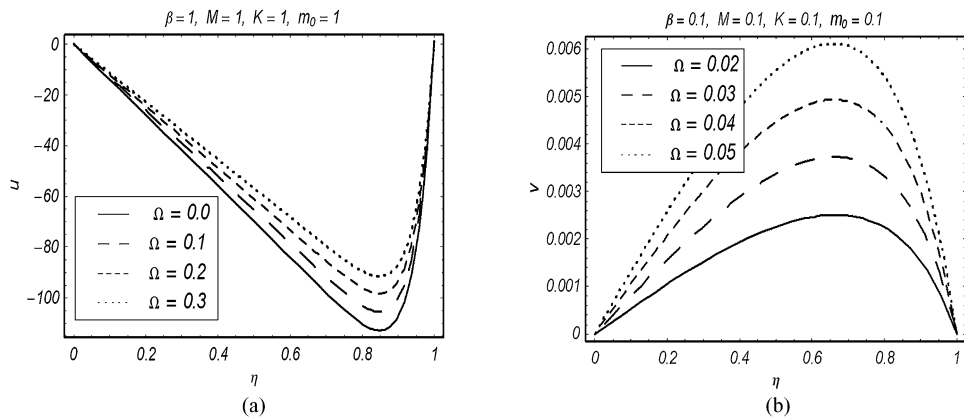 β = 1, M = 1, K = 1, m₀ = 1
0
−20
−40
−60
−80
−100
u
Ω = 0.0
Ω = 0.1
Ω = 0.2
Ω = 0.3
0 0.2 0.4 0.6 0.8 1
η
(a)
β = 0.1, M = 0.1, K = 0.1, m₀ = 0.1
0.006
0.005
0.004
0.003
0.002
0.001
0
v
Ω = 0.02
Ω = 0.03
Ω = 0.04
Ω = 0.05
0 0.2 0.4 0.6 0.8 1
η
(b)